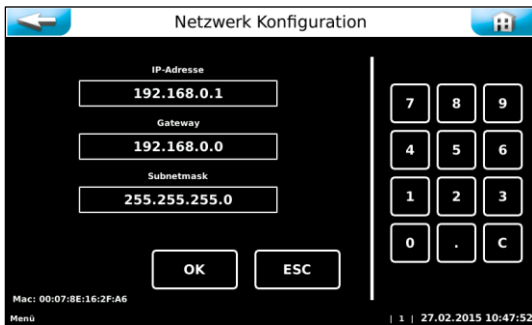 Netzwerk Konfiguration
IP-Adresse
192.168.0.1
Gateway
192.168.0.0
Subnetmask
255.255.255.0
OK ESC
7 8 9
4 5 6
1 2 3
0 . C
Mac: 00:07:8E:16:2F:A6
Menü | 1 | 27.02.2015 10:47:52